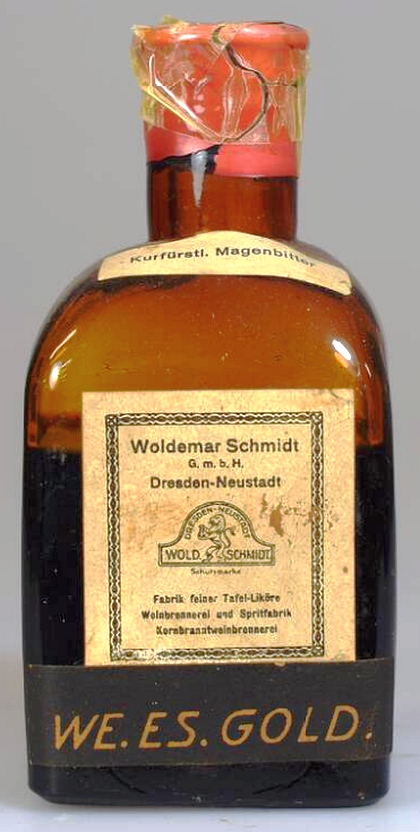 Kurfürstl. Magenbitter
Woldemar Schmidt
G. m. b. H.
Dresden-Neustadt
DRESDEN-NEUSTADT
WOLD. SCHMIDT
Schutzmarke
Fabrik feiner Tafel-Liköre
Weinbrennerei und Spritfabrik
Kornbranntweinbrennerei
WE. ES. GOLD.